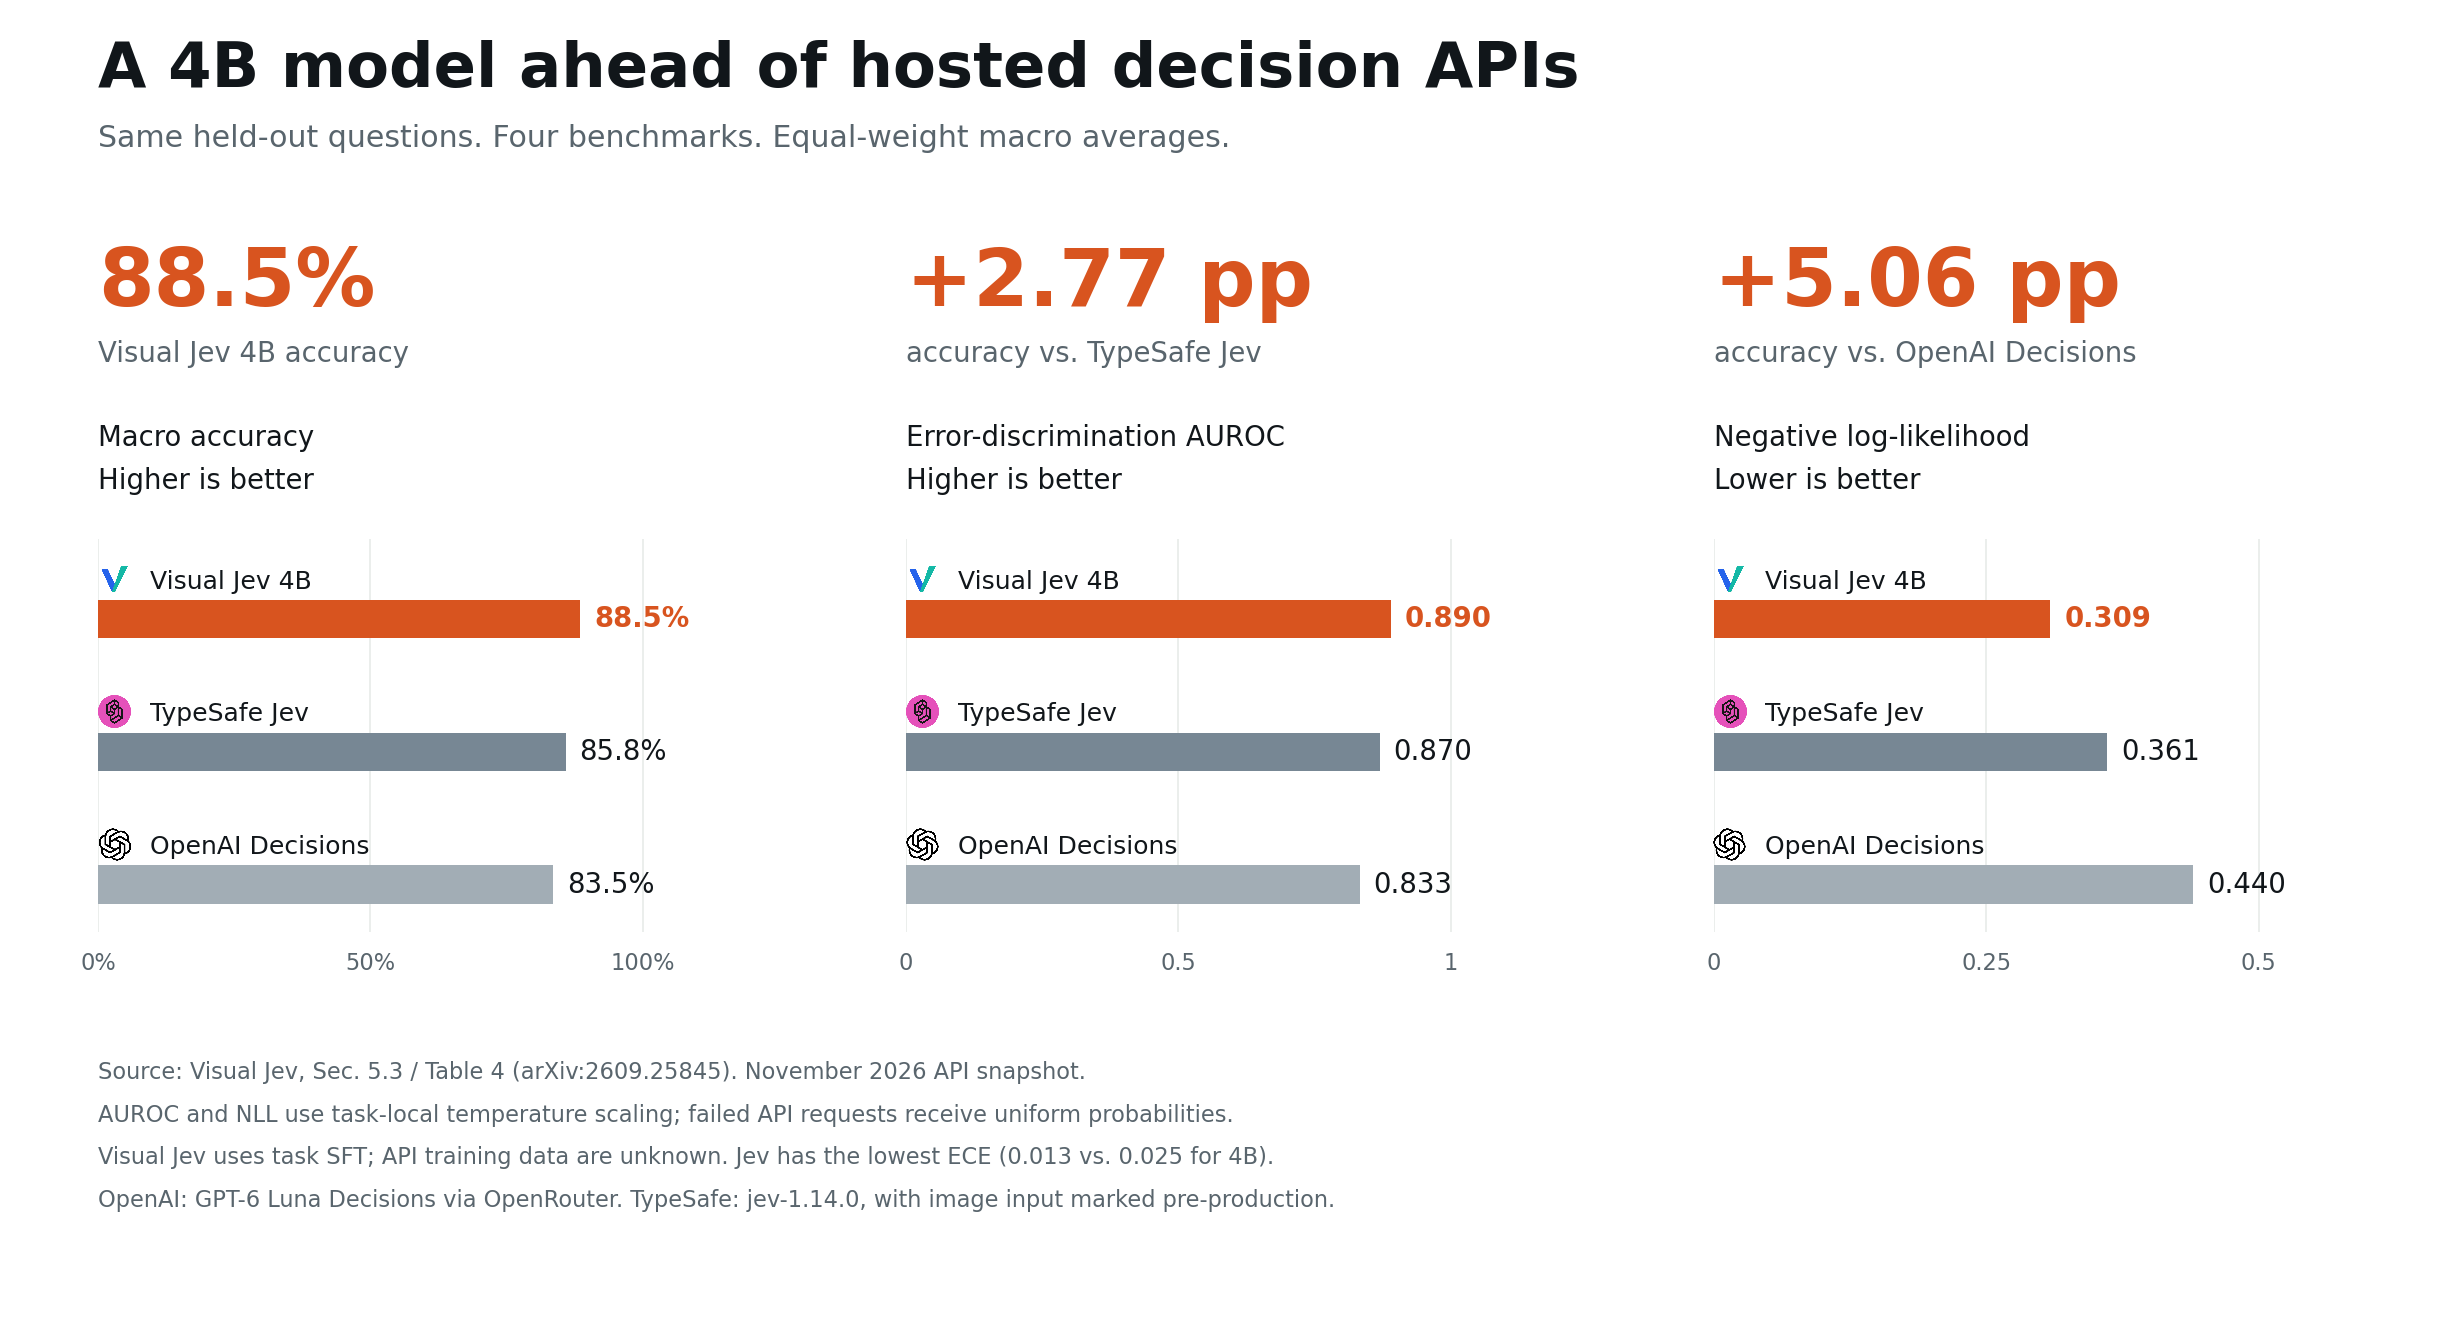 A 4B model ahead of hosted decision APIs
Same held-out questions. Four benchmarks. Equal-weight macro averages.
88.5%
Visual Jev 4B accuracy
+2.77 pp
accuracy vs. TypeSafe Jev
+5.06 pp
accuracy vs. OpenAI Decisions
Macro accuracy
Higher is better
Visual Jev 4B
88.5%
TypeSafe Jev
85.8%
OpenAI Decisions
83.5%
0%
50%
100%
Error-discrimination AUROC
Higher is better
Visual Jev 4B
0.890
TypeSafe Jev
0.870
OpenAI Decisions
0.833
0
0.5
1
Negative log-likelihood
Lower is better
Visual Jev 4B
0.309
TypeSafe Jev
0.361
OpenAI Decisions
0.440
0
0.25
0.5
Source: Visual Jev, Sec. 5.3 / Table 4 (arXiv:2609.25845). November 2026 API snapshot.
AUROC and NLL use task-local temperature scaling; failed API requests receive uniform probabilities.
Visual Jev uses task SFT; API training data are unknown. Jev has the lowest ECE (0.013 vs. 0.025 for 4B).
OpenAI: GPT-6 Luna Decisions via OpenRouter. TypeSafe: jev-1.14.0, with image input marked pre-production.